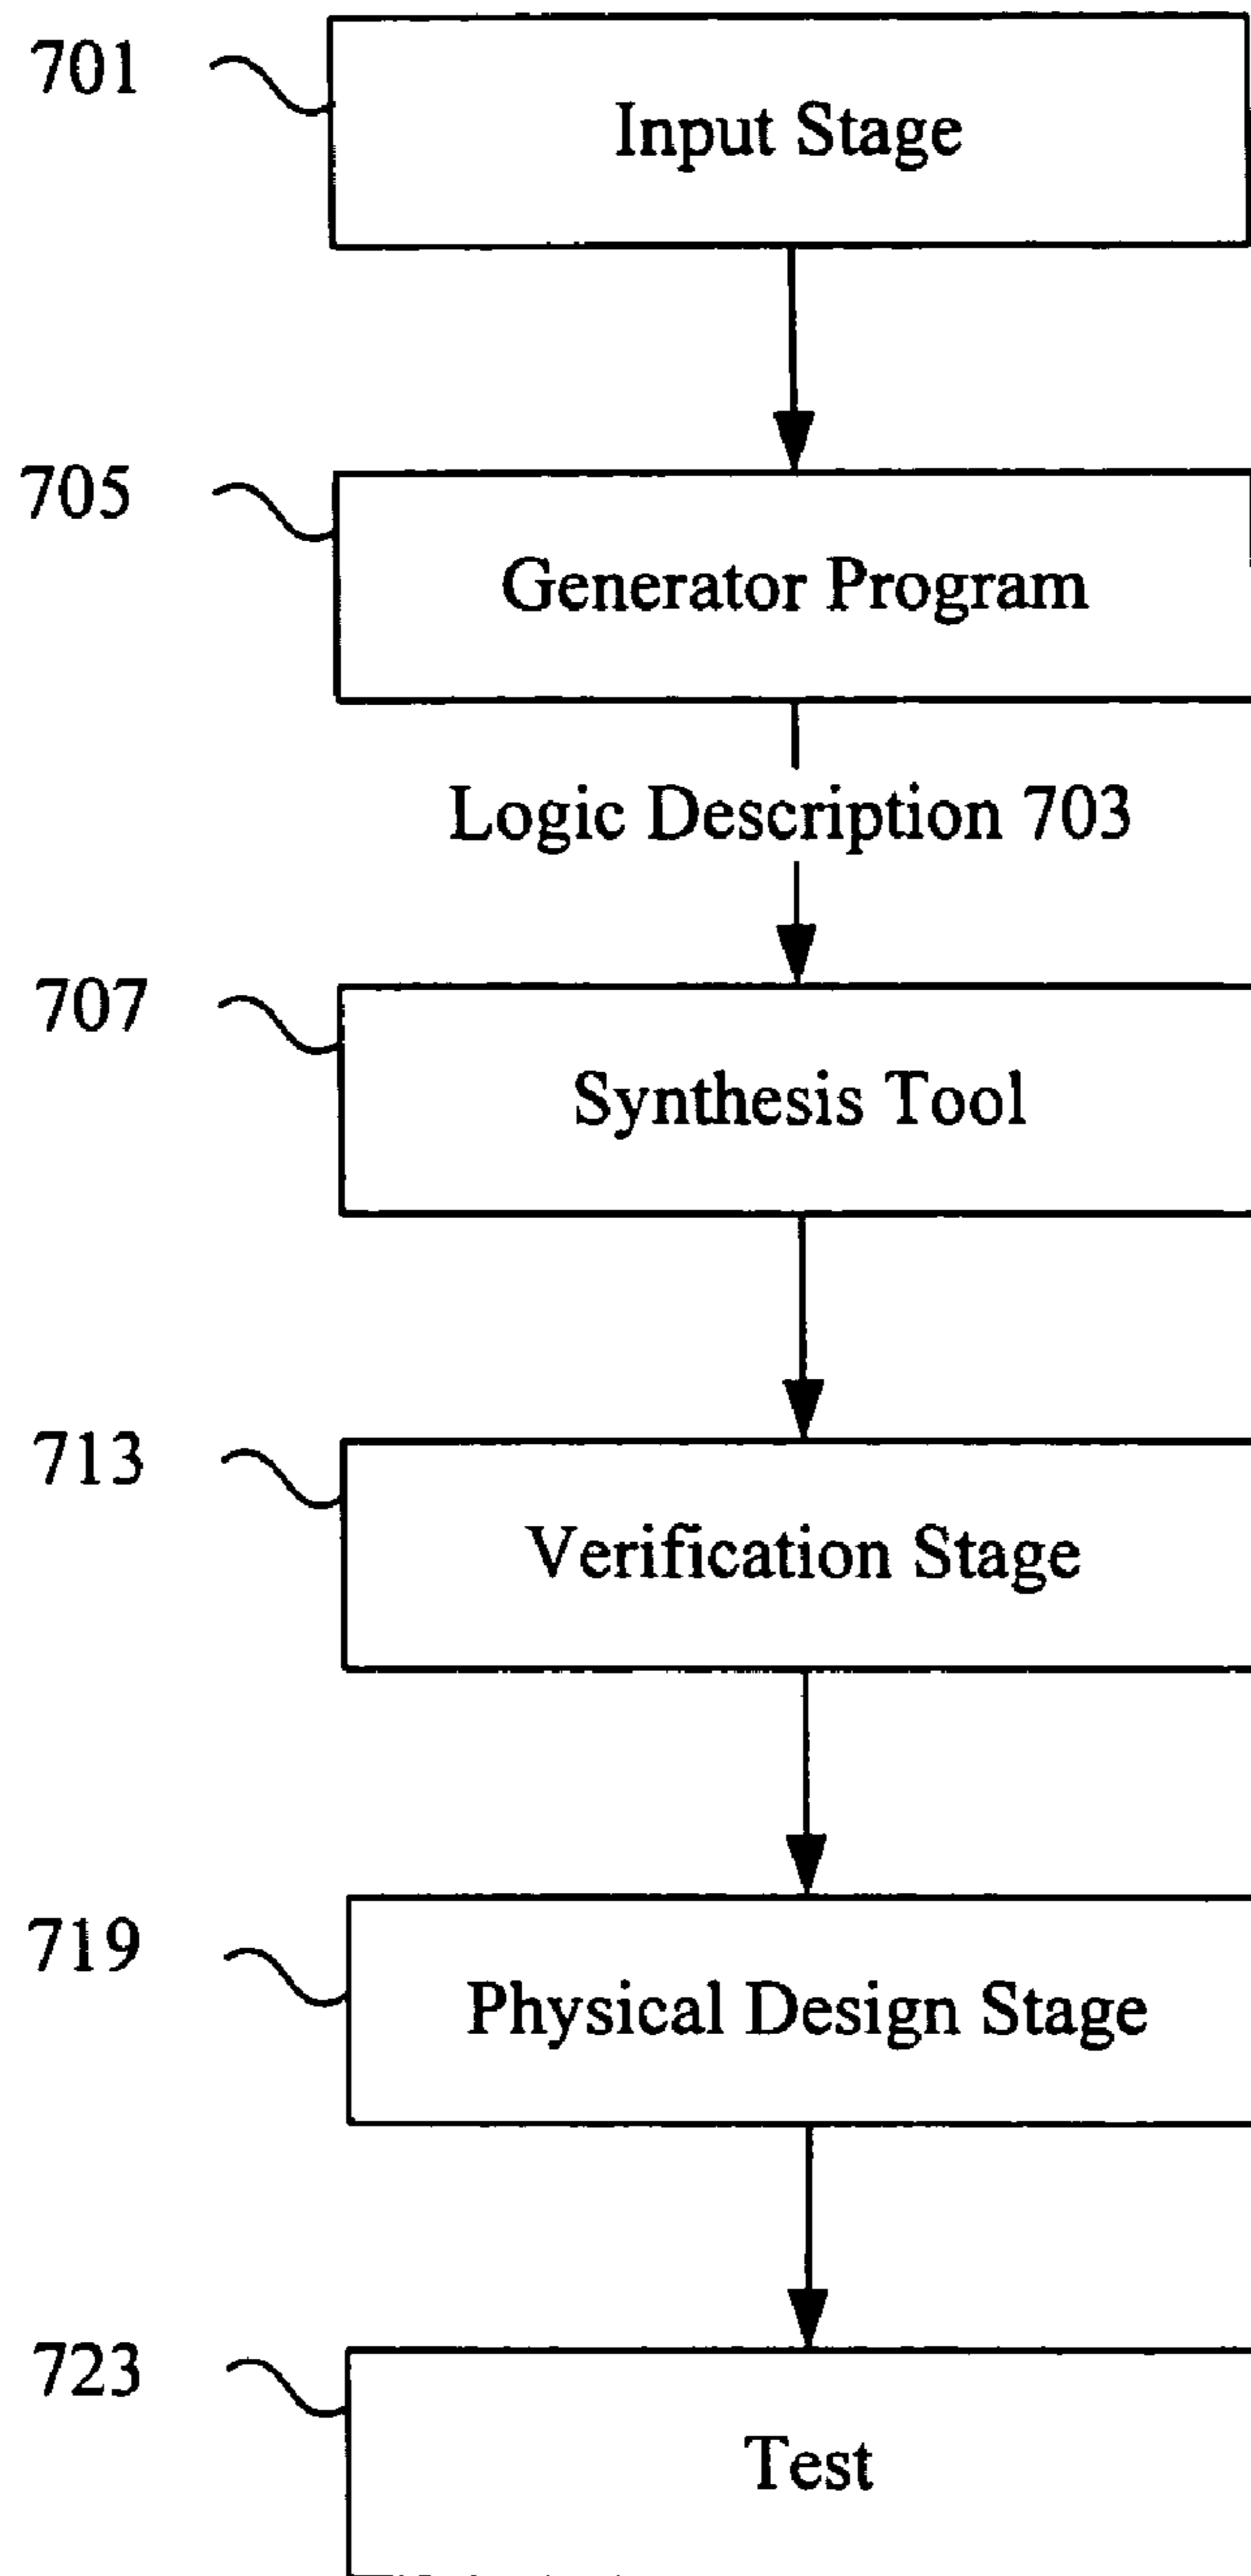 701
Input Stage
705
Generator Program
Logic Description 703
707
Synthesis Tool
713
Verification Stage
719
Physical Design Stage
723
Test